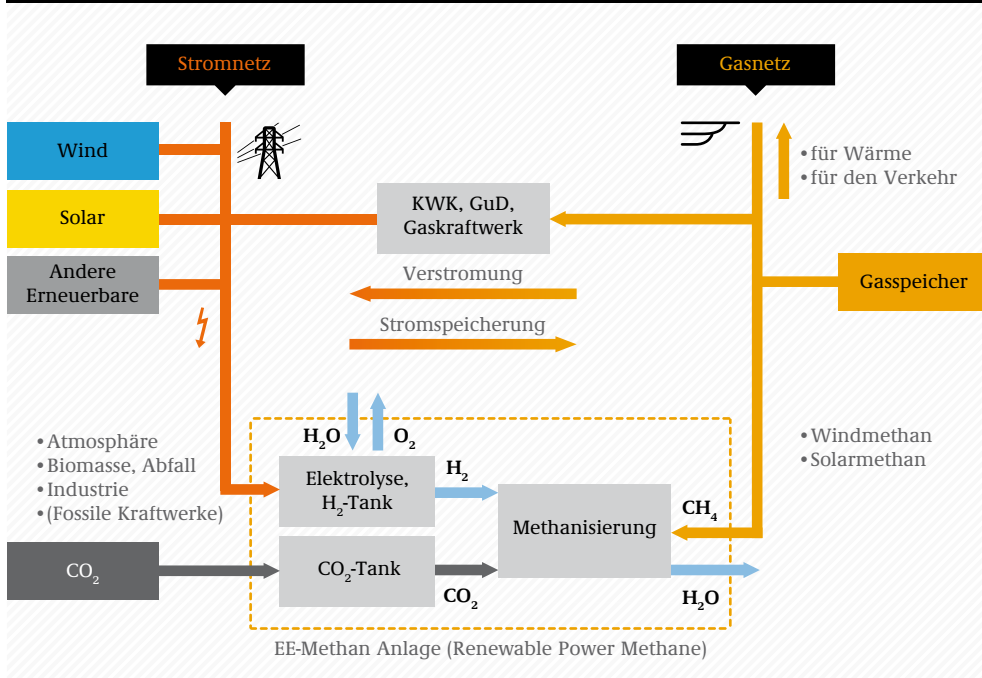 Stromnetz
Gasnetz
Wind
Solar
Andere
Erneuerbare
KWK, GuD,
Gaskraftwerk
• für Wärme
• für den Verkehr
Gasspeicher
Verstromung
Stromspeicherung
• Atmosphäre
• Biomasse, Abfall
• Industrie
• (Fossile Kraftwerke)
H₂O
O₂
• Windmethan
• Solarmethan
Elektrolyse,
H₂-Tank
H₂
Methanisierung
CH₄
CO₂
CO₂-Tank
CO₂
H₂O
EE-Methan Anlage (Renewable Power Methane)